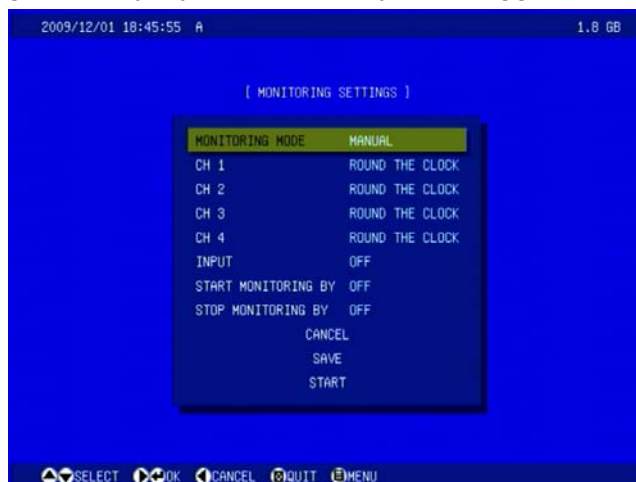 2009/12/01 18:45:55 A 1.8 GB
[ MONITORING SETTINGS ]
MONITORING MODE MANUAL
CH 1 ROUND THE CLOCK
CH 2 ROUND THE CLOCK
CH 3 ROUND THE CLOCK
CH 4 ROUND THE CLOCK
INPUT OFF
START MONITORING BY OFF
STOP MONITORING BY OFF
CANCEL
SAVE
START
SELECT OK CANCEL QUIT MENU